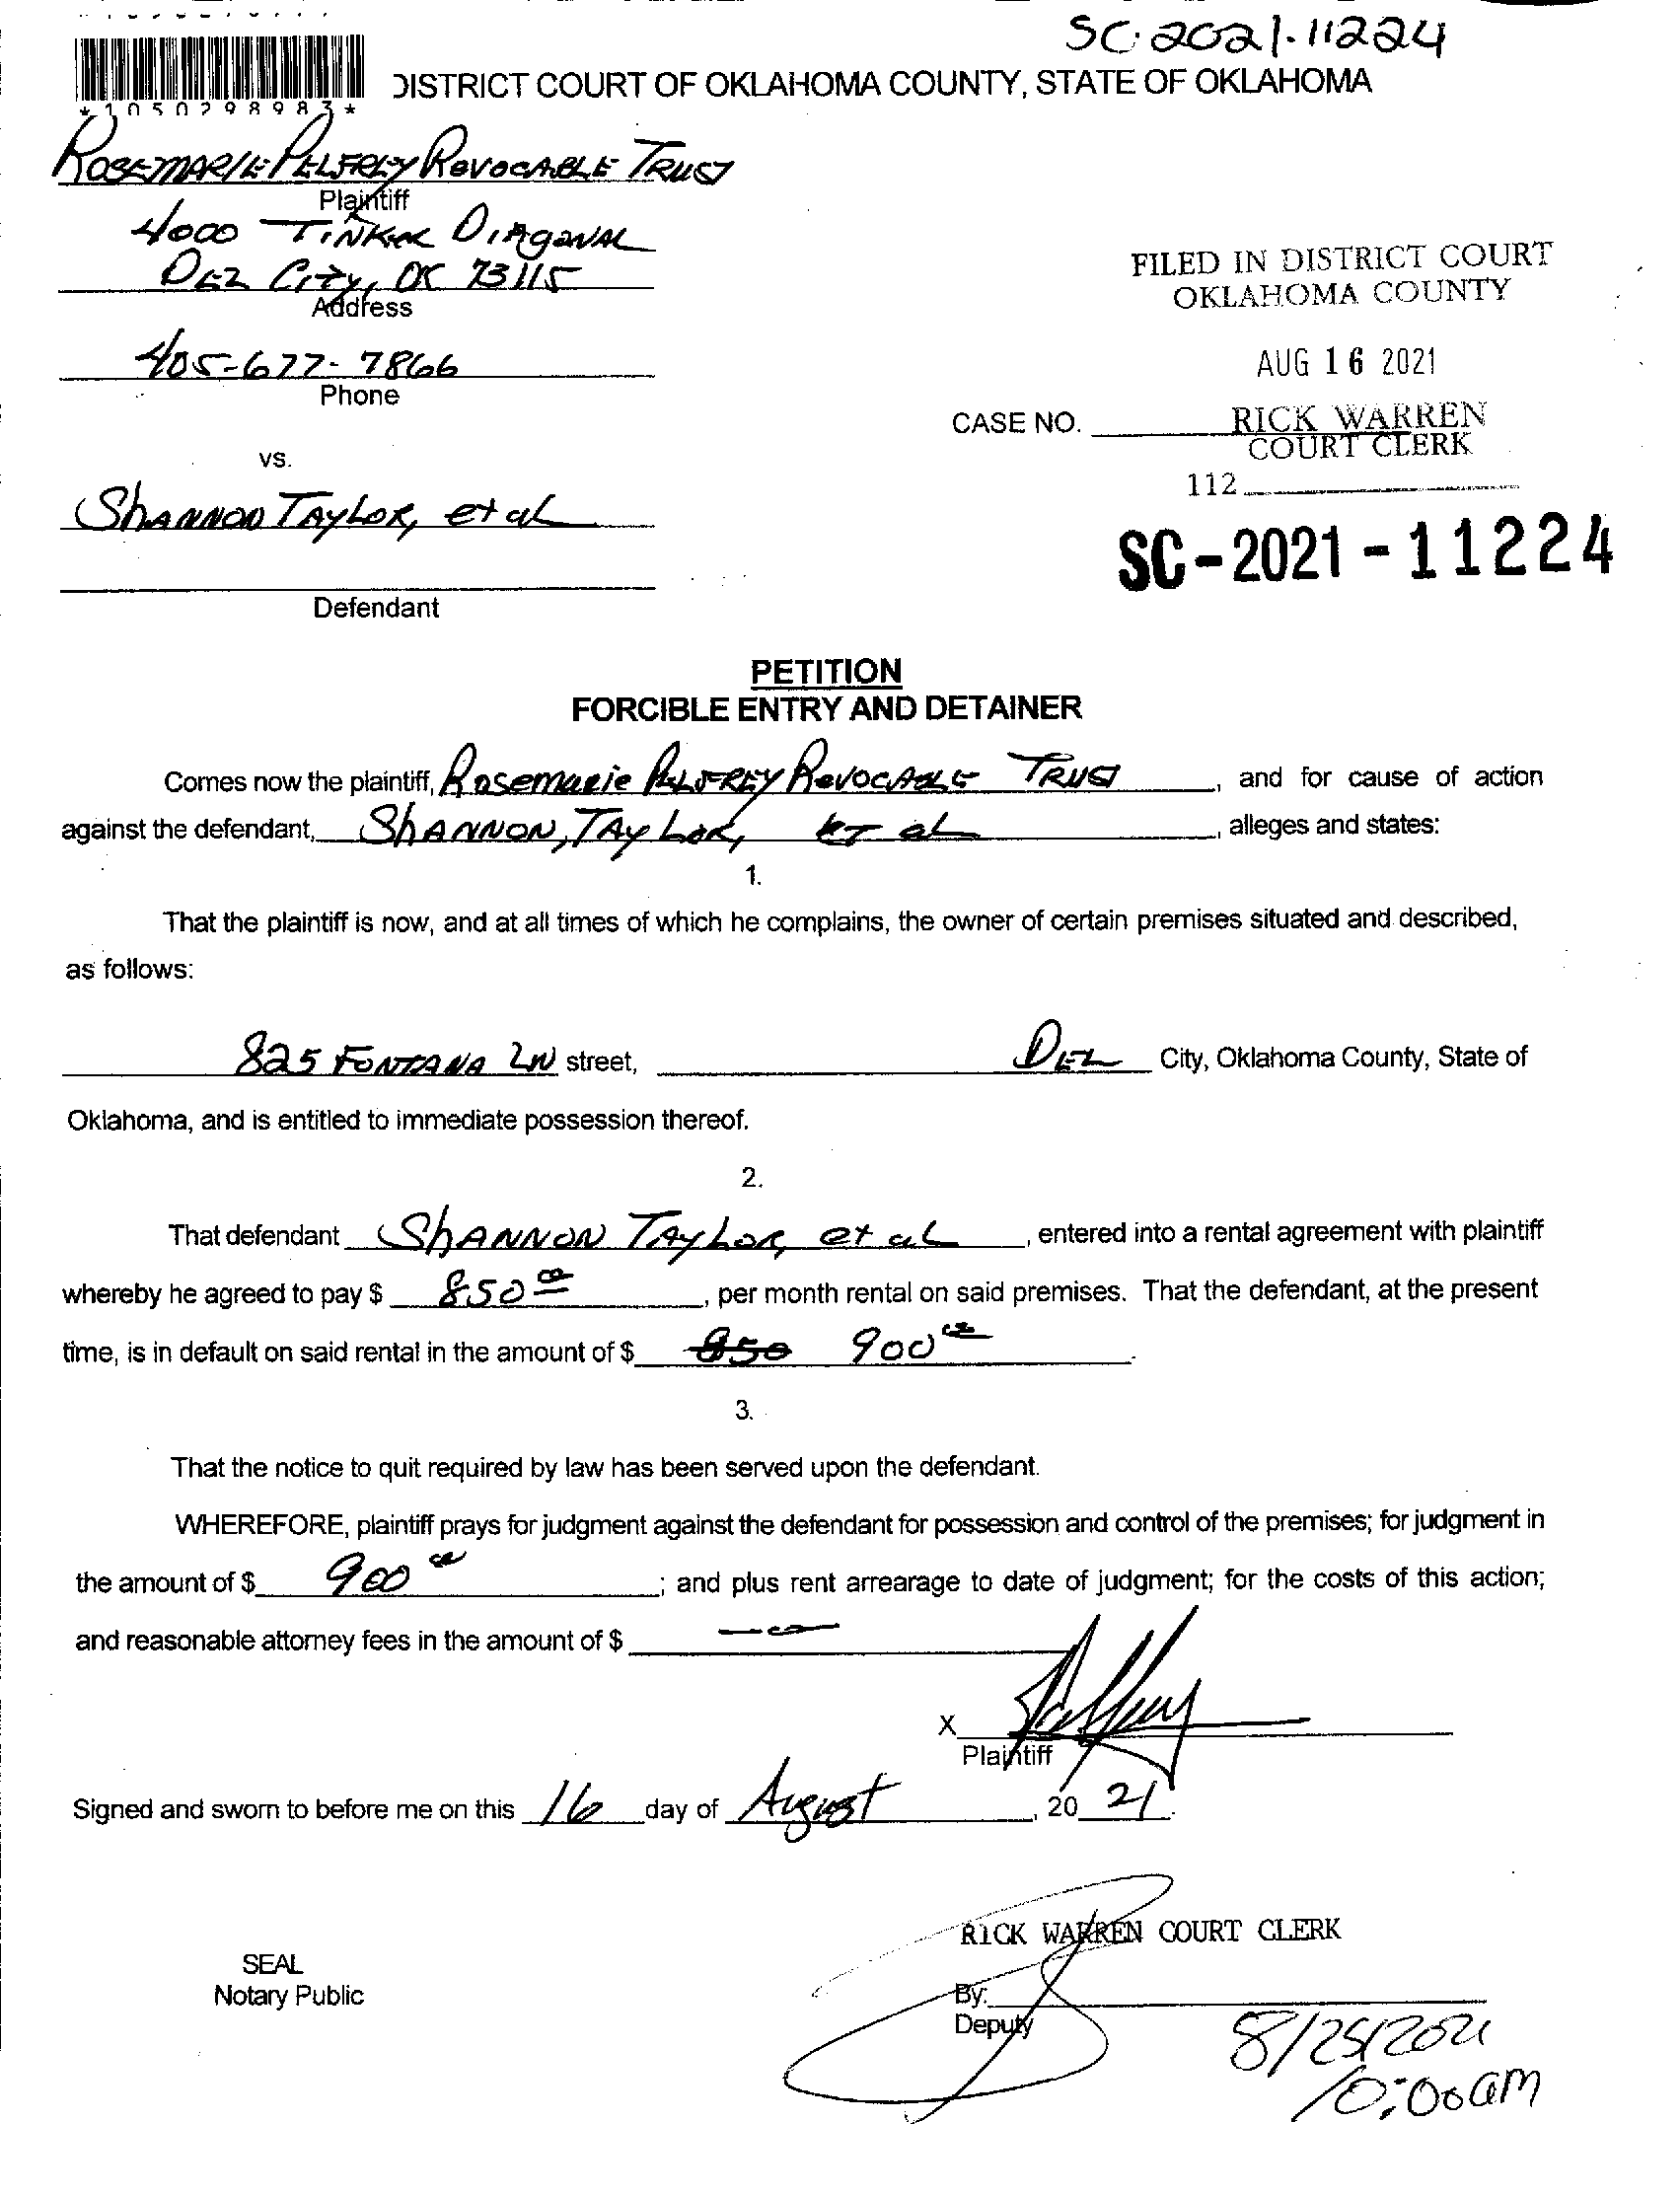 SC-2021-11224
*1050298983*
DISTRICT COURT OF OKLAHOMA COUNTY, STATE OF OKLAHOMA
ROSEMARIE PELFREY REVOCABLE TRUST
Plaintiff
4000 TINKER DIAGONAL
DEL CITY, OK 73115
Address
FILED IN DISTRICT COURT
OKLAHOMA COUNTY
AUG 16 2021
405-677-7866
Phone
CASE NO. RICK WARREN
COURT CLERK
vs.
112
SHANNON TAYLOR, et al
SC-2021-11224
Defendant
PETITION
FORCIBLE ENTRY AND DETAINER
Comes now the plaintiff, Rosemarie PELFREY REVOCABLE TRUST, and for cause of action
against the defendant, SHANNON, TAYLOR, ET AL, alleges and states:
1.
That the plaintiff is now, and at all times of which he complains, the owner of certain premises situated and described,
as follows:
825 FONTANA LN street, DEL City, Oklahoma County, State of
Oklahoma, and is entitled to immediate possession thereof.
2.
That defendant SHANNON TAYLOR, et al, entered into a rental agreement with plaintiff
whereby he agreed to pay $ 850 00, per month rental on said premises. That the defendant, at the present
time, is in default on said rental in the amount of $ 850 900 00.
3.
That the notice to quit required by law has been served upon the defendant.
WHEREFORE, plaintiff prays for judgment against the defendant for possession and control of the premises; for judgment in
the amount of $ 900 00; and plus rent arrearage to date of judgment; for the costs of this action;
and reasonable attorney fees in the amount of $ —0—
X
Plaintiff
Signed and sworn to before me on this 16 day of August, 20 21.
RICK WARREN COURT CLERK
SEAL
Notary Public
By:
Deputy
8/25/2021
10:00am